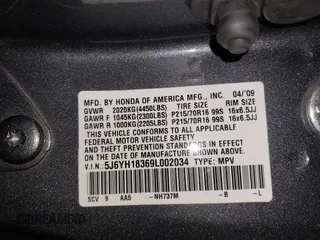 MFD. BY HONDA OF AMERICA MFG., INC. 04/'09
GVWR 2020KG(4450LBS) TIRE SIZE RIM SIZE
GAWR F 1045KG(2300LBS) P215/70R16 99S 16x6.5JJ
GAWR R 1000KG(2205LBS) P215/70R16 99S 16x6.5JJ
THIS VEHICLE CONFORMS TO ALL APPLICABLE
FEDERAL MOTOR VEHICLE SAFETY AND
THEFT PREVENTION STANDARDS IN EFFECT
ON THE DATE OF MANUFACTURE SHOWN ABOVE.
V.I.N.: 5J6YH18369L002034 TYPE: MPV
SCV 9 AA5 -NH737M -B -L